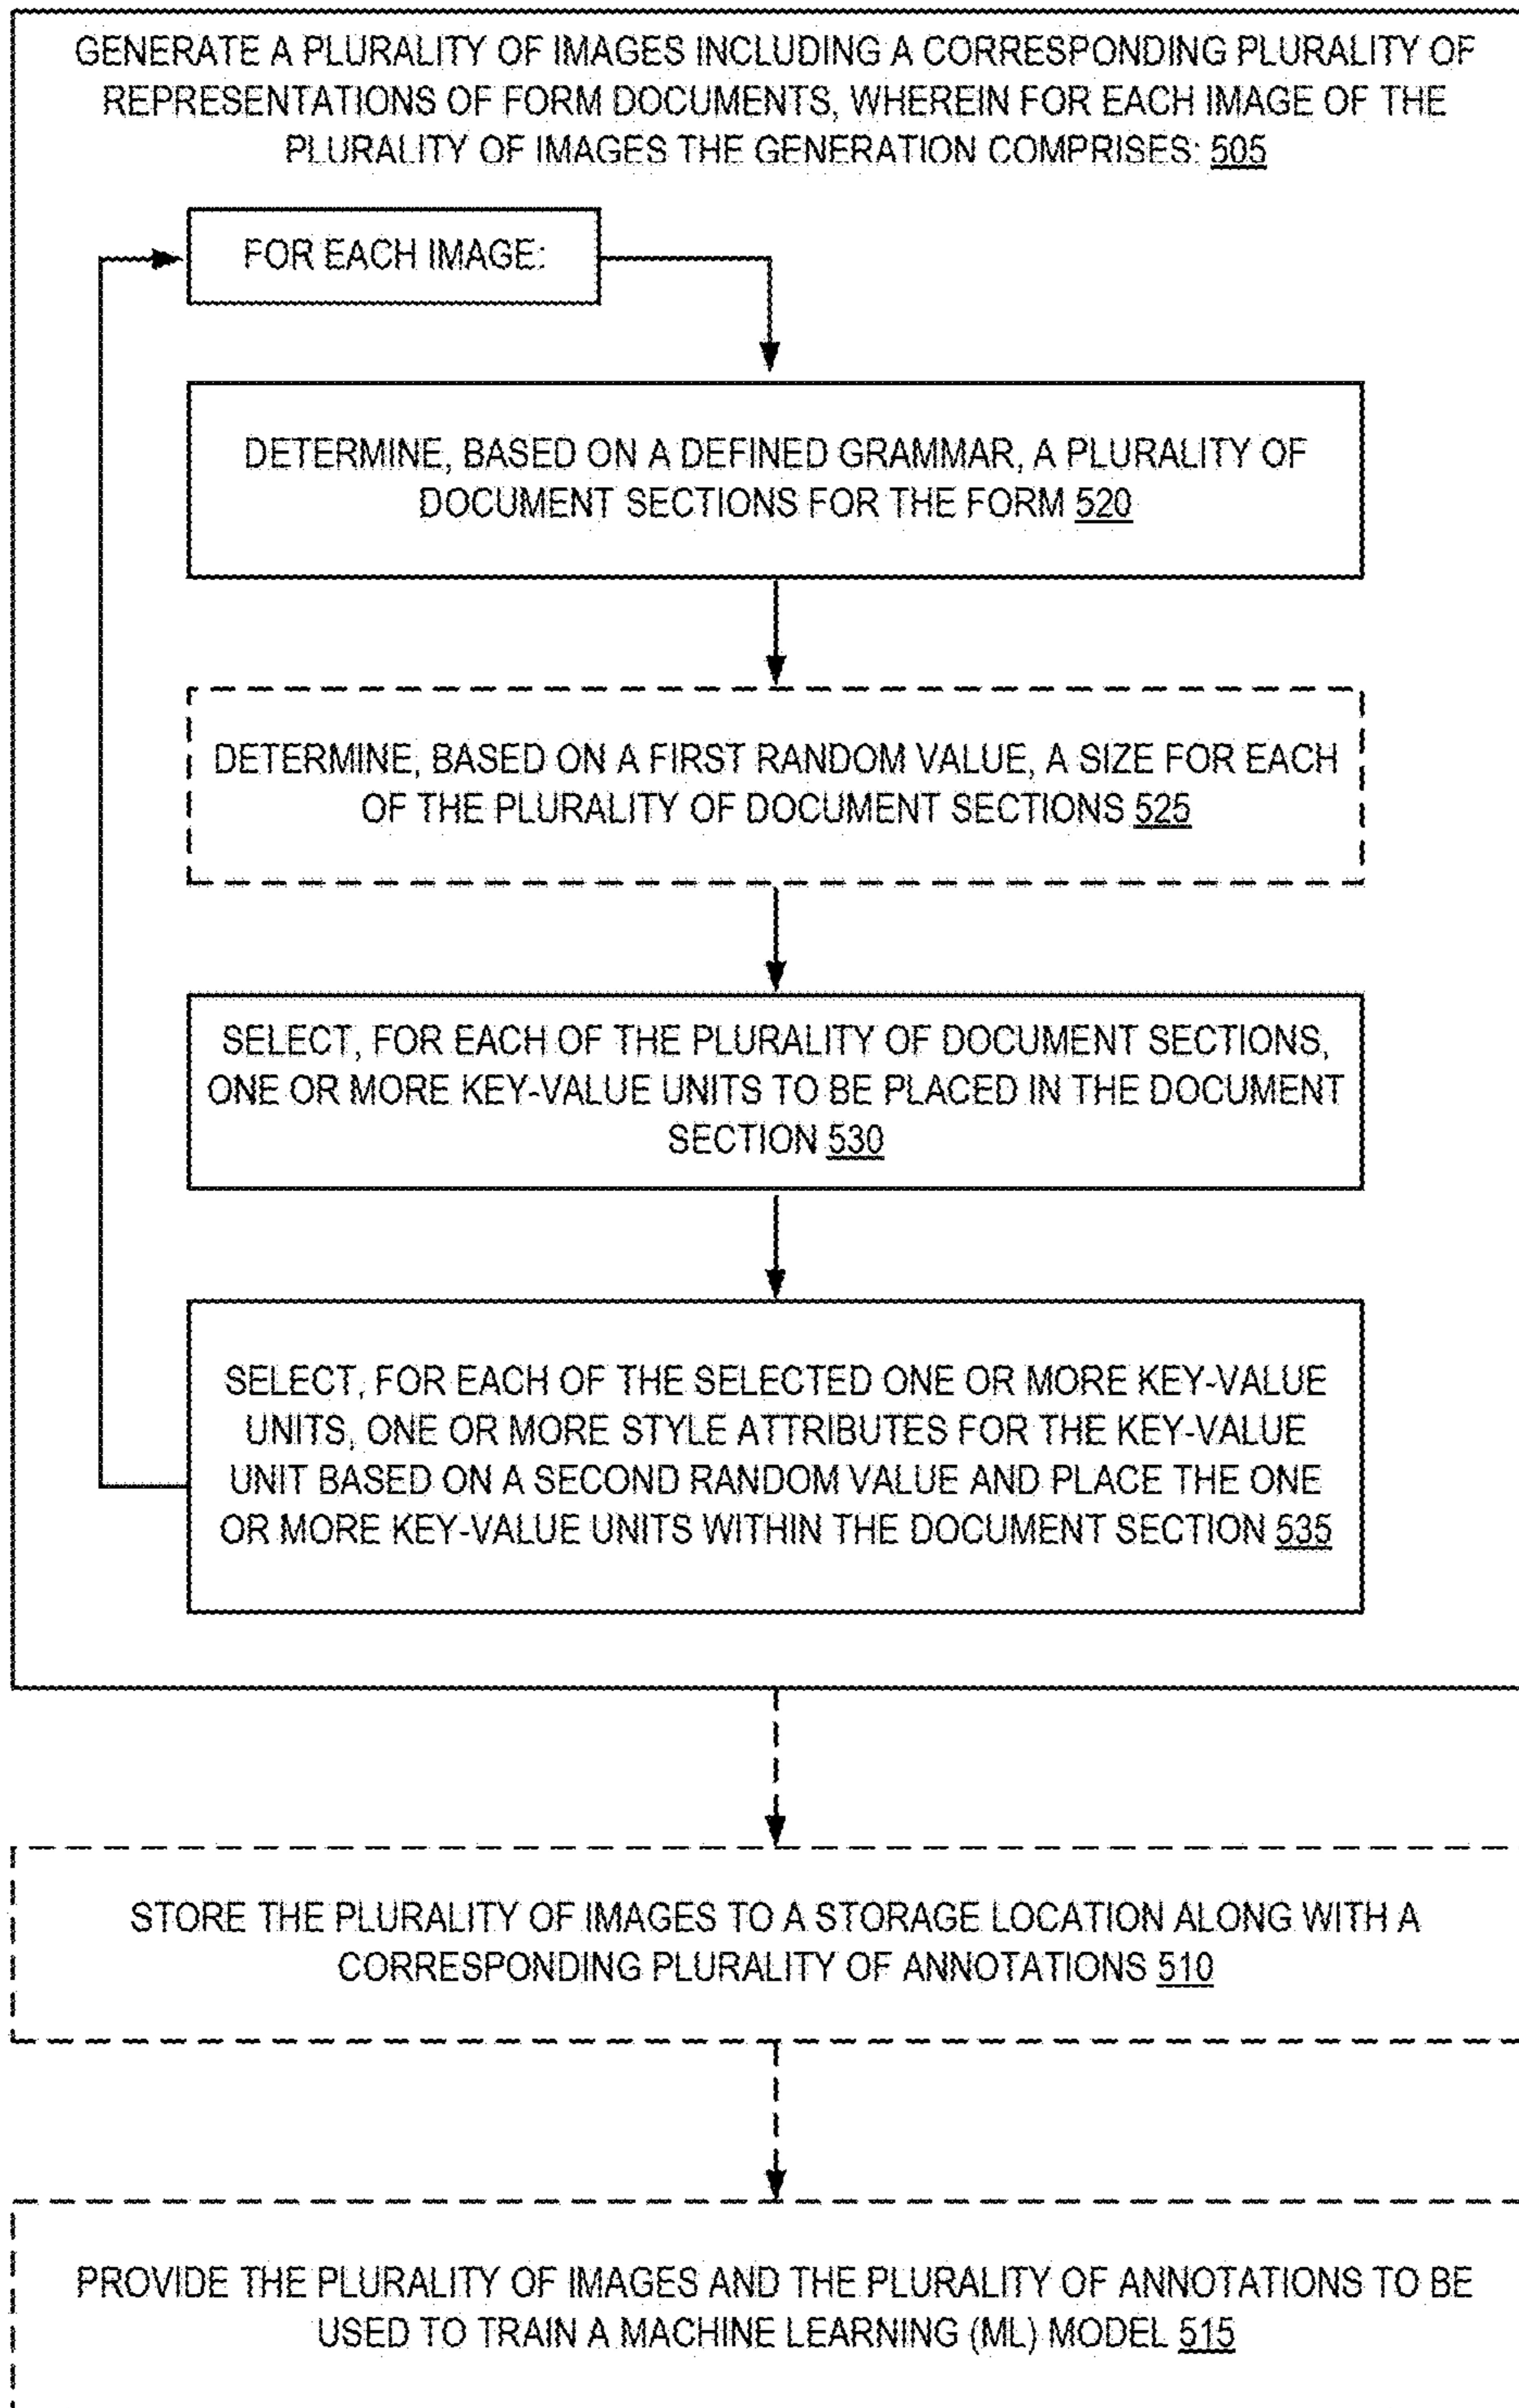 GENERATE A PLURALITY OF IMAGES INCLUDING A CORRESPONDING PLURALITY OF
REPRESENTATIONS OF FORM DOCUMENTS, WHEREIN FOR EACH IMAGE OF THE
PLURALITY OF IMAGES THE GENERATION COMPRISES: 505
FOR EACH IMAGE:
DETERMINE, BASED ON A DEFINED GRAMMAR, A PLURALITY OF
DOCUMENT SECTIONS FOR THE FORM 520
DETERMINE, BASED ON A FIRST RANDOM VALUE, A SIZE FOR EACH
OF THE PLURALITY OF DOCUMENT SECTIONS 525
SELECT, FOR EACH OF THE PLURALITY OF DOCUMENT SECTIONS,
ONE OR MORE KEY-VALUE UNITS TO BE PLACED IN THE DOCUMENT
SECTION 530
SELECT, FOR EACH OF THE SELECTED ONE OR MORE KEY-VALUE
UNITS, ONE OR MORE STYLE ATTRIBUTES FOR THE KEY-VALUE
UNIT BASED ON A SECOND RANDOM VALUE AND PLACE THE ONE
OR MORE KEY-VALUE UNITS WITHIN THE DOCUMENT SECTION 535
STORE THE PLURALITY OF IMAGES TO A STORAGE LOCATION ALONG WITH A
CORRESPONDING PLURALITY OF ANNOTATIONS 510
PROVIDE THE PLURALITY OF IMAGES AND THE PLURALITY OF ANNOTATIONS TO BE
USED TO TRAIN A MACHINE LEARNING (ML) MODEL 515